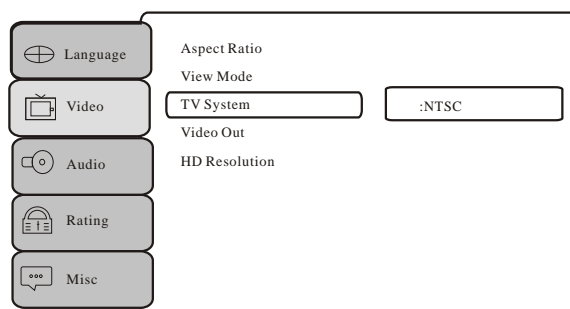 Language
Video
Audio
Rating
Misc
Aspect Ratio
View Mode
TV System
:NTSC
Video Out
HD Resolution